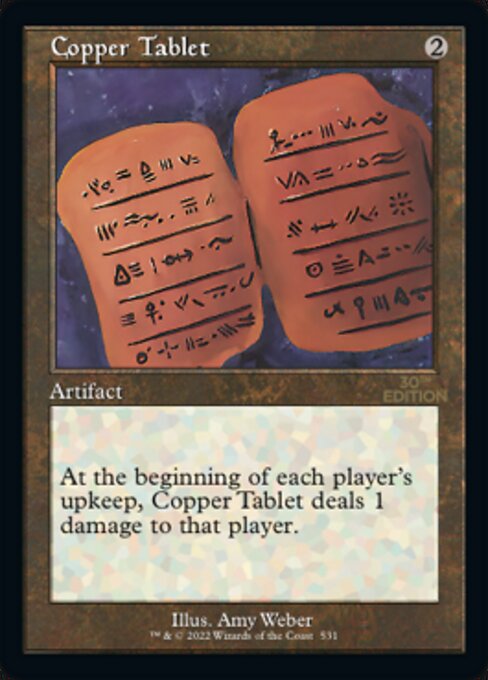 Copper Tablet 2
30TH EDITION
Artifact
At the beginning of each player's
upkeep, Copper Tablet deals 1
damage to that player.
Illus. Amy Weber
™ & © 2022 Wizards of the Coast 531